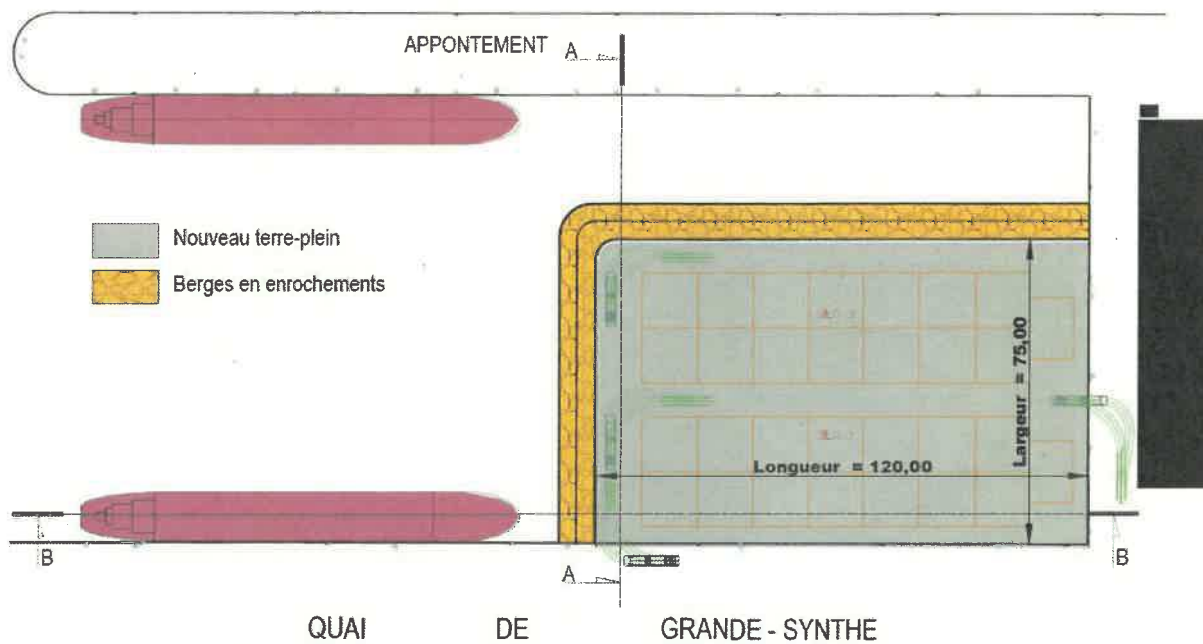 APPONTEMENT
A
Nouveau terre-plein
Berges en enrochements
Largeur = 75,00
Longueur = 120,00
B
B
A
QUAI DE GRANDE - SYNTHE